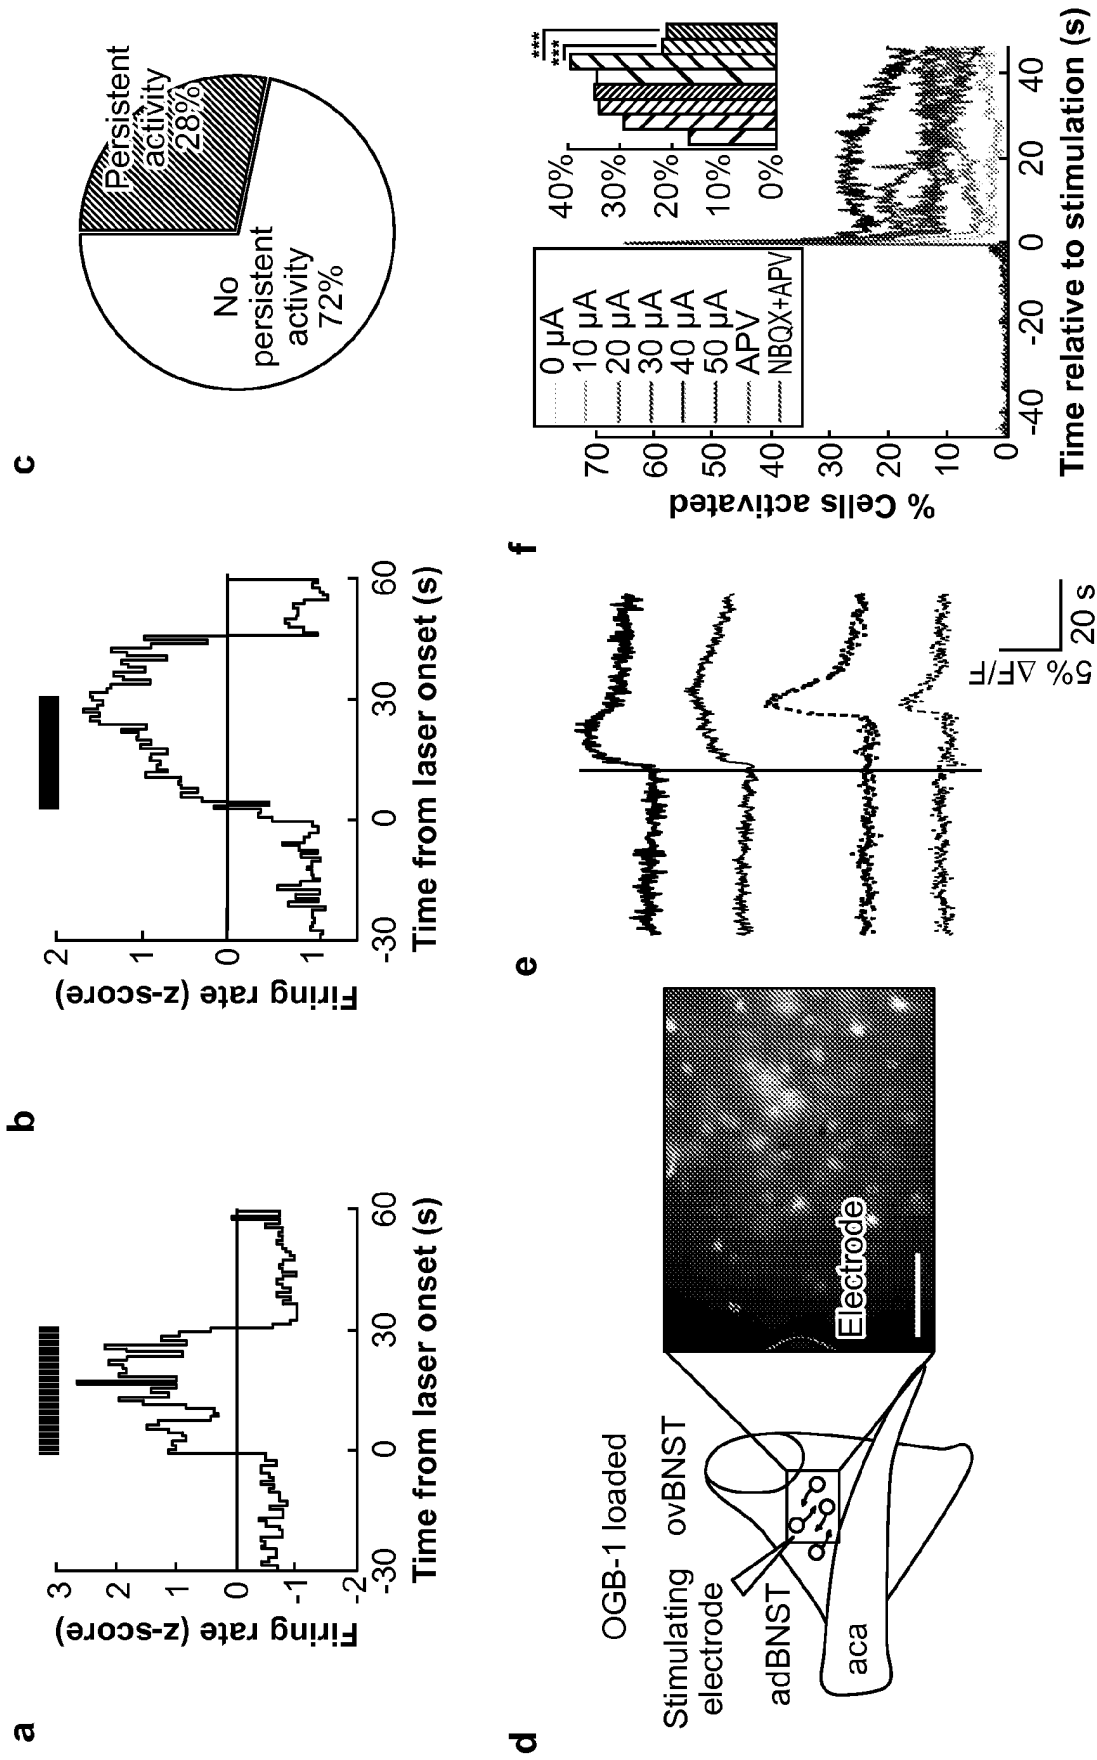 a
Firing rate (z-score)
3
2
1
0
-1
-2
-30
0
30
60
Time from laser onset (s)
b
Firing rate (z-score)
2
1
0
1
-30
0
30
60
Time from laser onset (s)
c
Persistent
activity
28%
No
persistent
activity
72%
d
OGB-1 loaded
Stimulating
electrode
ovBNST
adBNST
aca
Electrode
e
5% ΔF/F
20 s
f
% Cells activated
70
60
50
40
30
20
10
0
-40
-20
0
20
40
Time relative to stimulation (s)
0 µA
10 µA
20 µA
30 µA
40 µA
50 µA
APV
NBQX+APV
40%
30%
20%
10%
0%
***
***